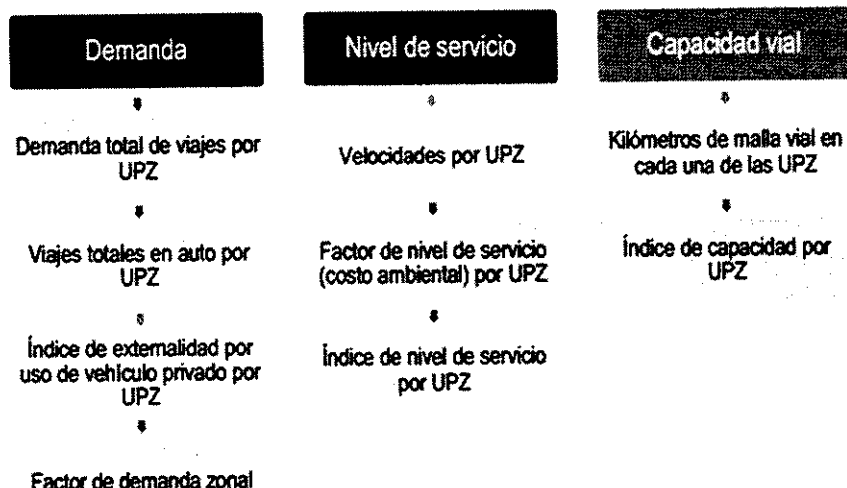 Demanda
Demanda total de viajes por
UPZ
Viajes totales en auto por
UPZ
Índice de externalidad por
uso de vehículo privado por
UPZ
Factor de demanda zonal
Nivel de servicio
Velocidades por UPZ
Factor de nivel de servicio
(costo ambiental) por UPZ
Índice de nivel de servicio
por UPZ
Capacidad vial
Kilómetros de malla vial en
cada una de las UPZ
Índice de capacidad por
UPZ